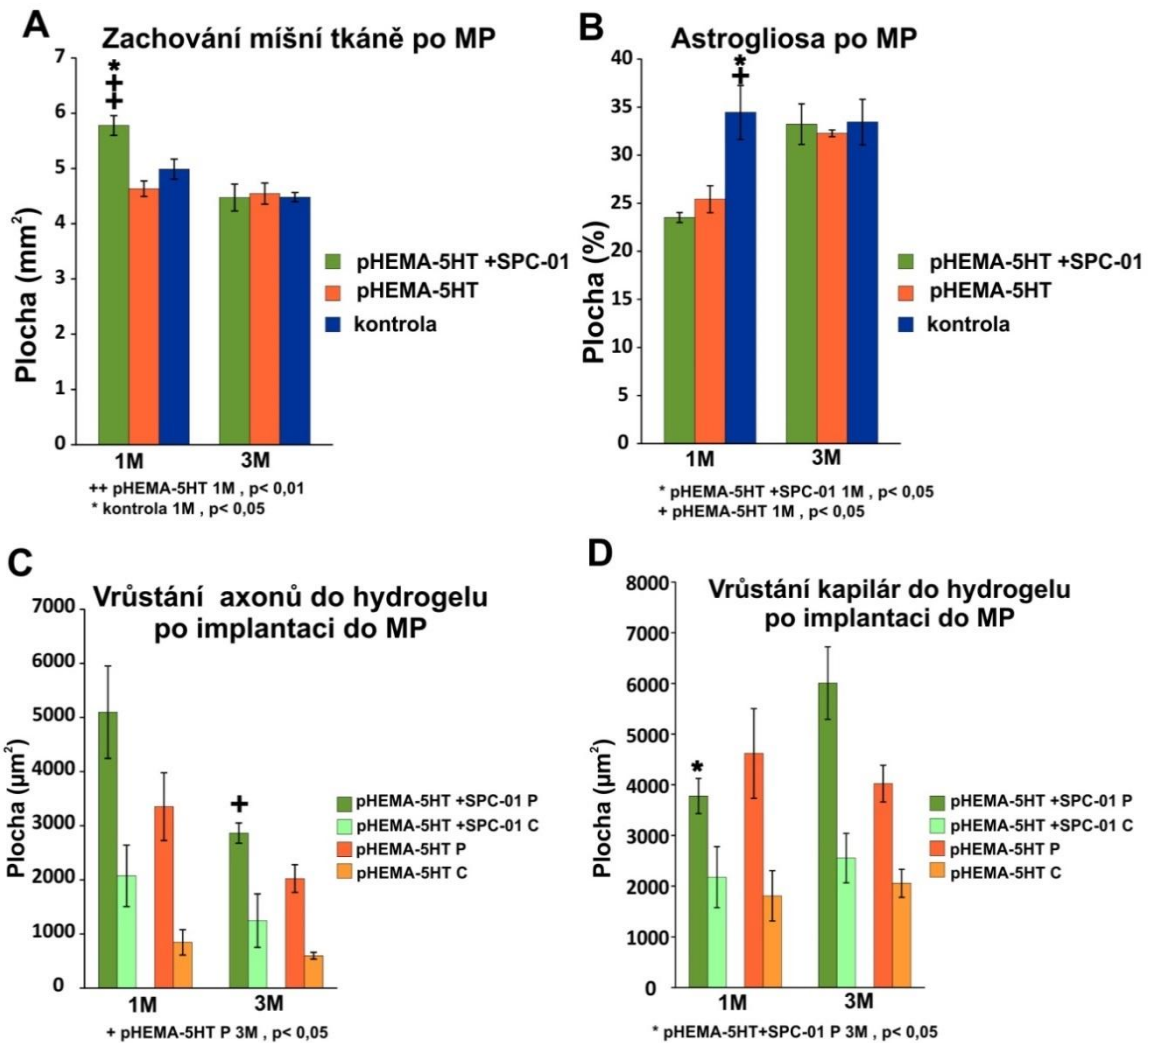 A
Zachování míšní tkáně po MP
7
6
5
4
3
2
1
0
Plocha (mm²)
*
+
+
1M
3M
pHEMA-5HT +SPC-01
pHEMA-5HT
kontrola
++ pHEMA-5HT 1M , p< 0,01
* kontrola 1M , p< 0,05
B
Astrogliosa po MP
40
35
30
25
20
15
10
5
0
Plocha (%)
*
+
1M
3M
pHEMA-5HT +SPC-01
pHEMA-5HT
kontrola
* pHEMA-5HT +SPC-01 1M , p< 0,05
+ pHEMA-5HT 1M , p< 0,05
C
Vrůstání axonů do hydrogelu
po implantaci do MP
7000
6000
5000
4000
3000
2000
1000
0
Plocha (µm²)
+
1M
3M
pHEMA-5HT +SPC-01 P
pHEMA-5HT +SPC-01 C
pHEMA-5HT P
pHEMA-5HT C
+ pHEMA-5HT P 3M , p< 0,05
D
Vrůstání kapilár do hydrogelu
po implantaci do MP
8000
7000
6000
5000
4000
3000
2000
1000
0
Plocha (µm²)
*
1M
3M
pHEMA-5HT +SPC-01 P
pHEMA-5HT +SPC-01 C
pHEMA-5HT P
pHEMA-5HT C
* pHEMA-5HT+SPC-01 P 3M , p< 0,05